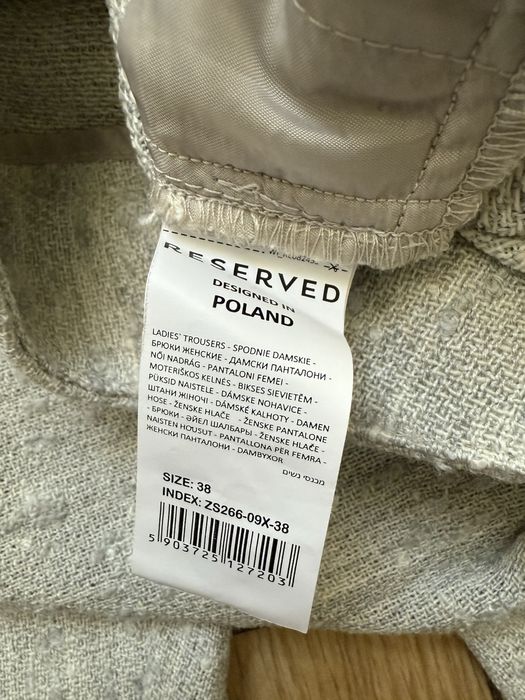 RESERVED
DESIGNED IN
POLAND
LADIES' TROUSERS - SPODNIE DAMSKIE -
БРЮКИ ЖЕНСКИЕ - ДАМСКИ ПАНТАЛОНИ -
NŐI NADRÁG - PANTALONI FEMEI -
MOTERIŠKOS KELNĖS - BIKSES SIEVIETĒM -
PÜKSID NAISTELE - DÁMSKE NOHAVICE -
ШТАНИ ЖІНОЧІ - DÁMSKÉ KALHOTY - DAMEN
HOSE - ŽENSKE HLAČE - ŽENSKE PANTALONE
- БРЮКИ - ӘЙЕЛ ШАЛБАРЫ - ŽENSKE HLAČE -
NAISTEN HOUSUT - PANTALLONA PËR FEMRA -
ЖЕНСКИ ПАНТАЛОНИ - DAMBYXOR
מכנסי נשים
SIZE: 38
INDEX: ZS266-09X-38
5 903725 127203